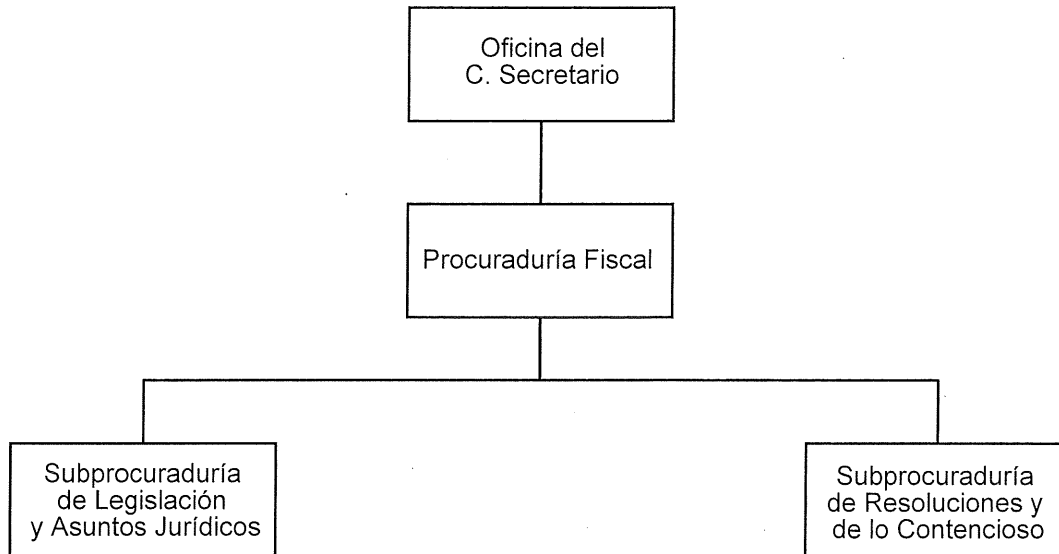 Oficina del
C. Secretario
Procuraduría Fiscal
Subprocuraduría
de Legislación
y Asuntos Jurídicos
Subprocuraduría
de Resoluciones y
de lo Contencioso